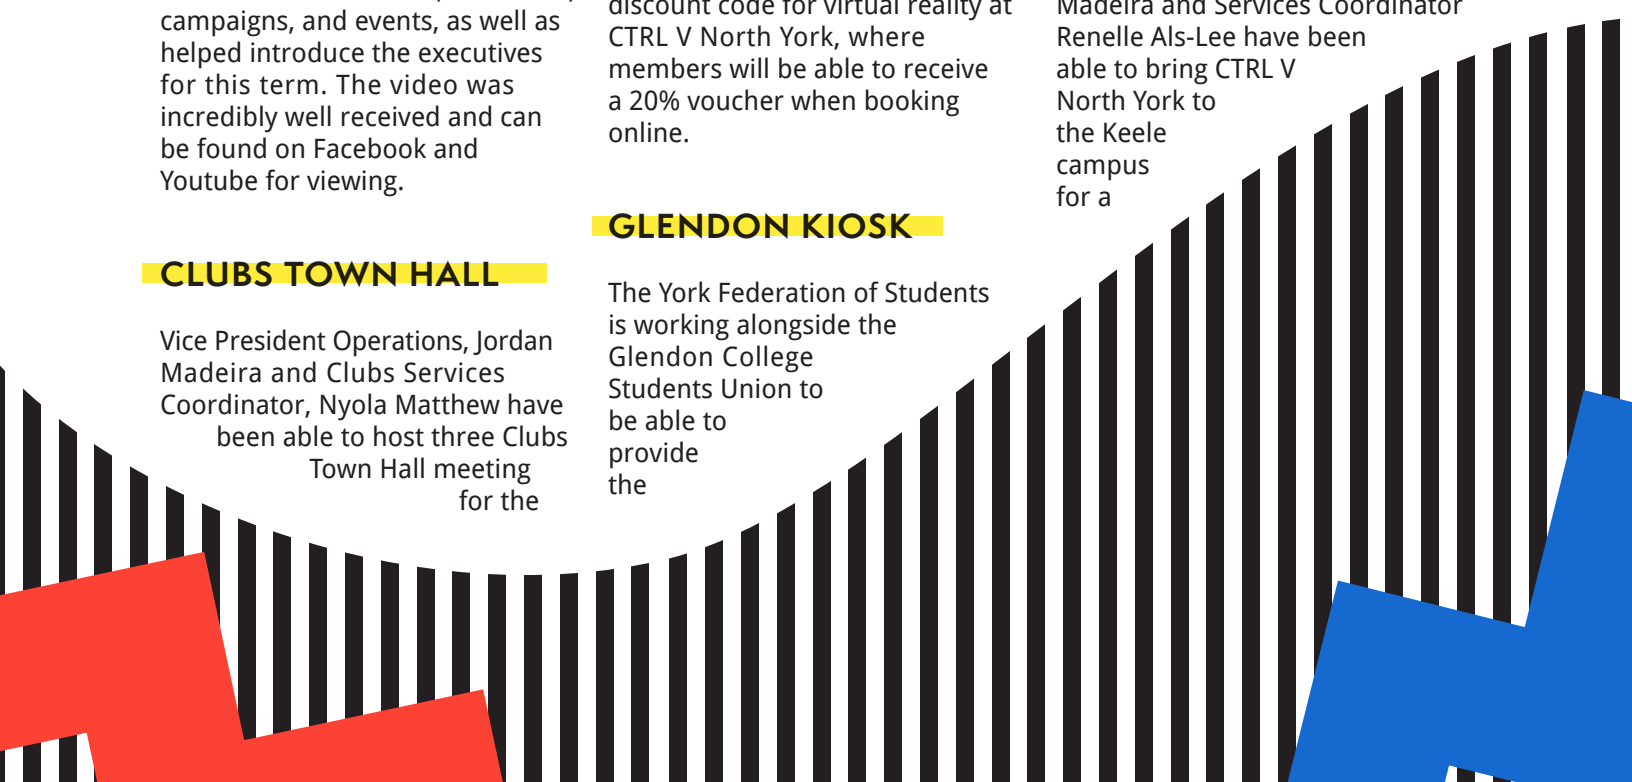 campaigns, and events, as well as
helped introduce the executives
for this term. The video was
incredibly well received and can
be found on Facebook and
Youtube for viewing.
CLUBS TOWN HALL
Vice President Operations, Jordan
Madeira and Clubs Services
Coordinator, Nyola Matthew have
been able to host three Clubs
Town Hall meeting
for the
discount code for virtual reality at
CTRL V North York, where
members will be able to receive
a 20% voucher when booking
online.
GLENDON KIOSK
The York Federation of Students
is working alongside the
Glendon College
Students Union to
be able to
provide
the
Madeira and Services Coordinator
Renelle Als-Lee have been
able to bring CTRL V
North York to
the Keele
campus
for a